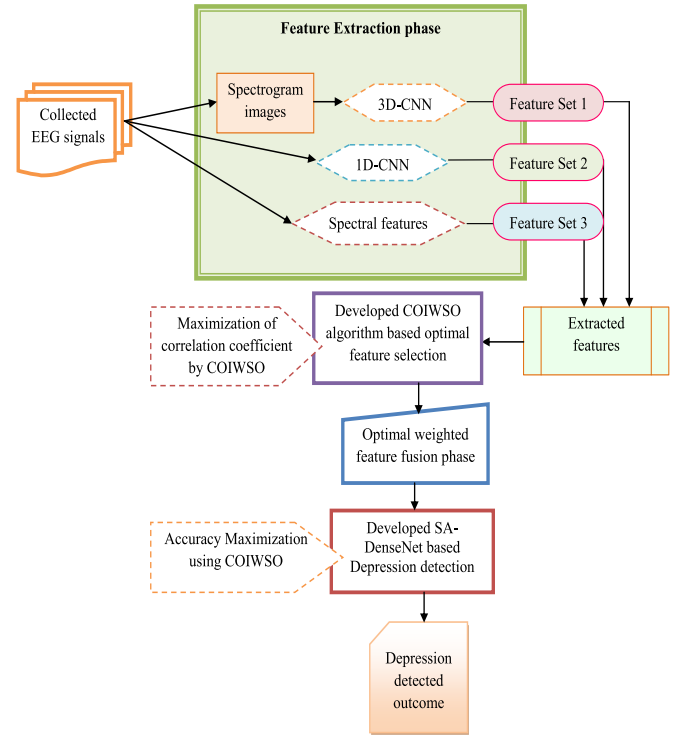 Feature Extraction phase
Collected
EEG signals
Spectrogram
images
3D-CNN
Feature Set 1
1D-CNN
Feature Set 2
Spectral features
Feature Set 3
Maximization of
correlation coefficient
by COIWSO
Developed COIWSO
algorithm based optimal
feature selection
Extracted
features
Optimal weighted
feature fusion phase
Accuracy Maximization
using COIWSO
Developed SA-
DenseNet based
Depression detection
Depression
detected
outcome